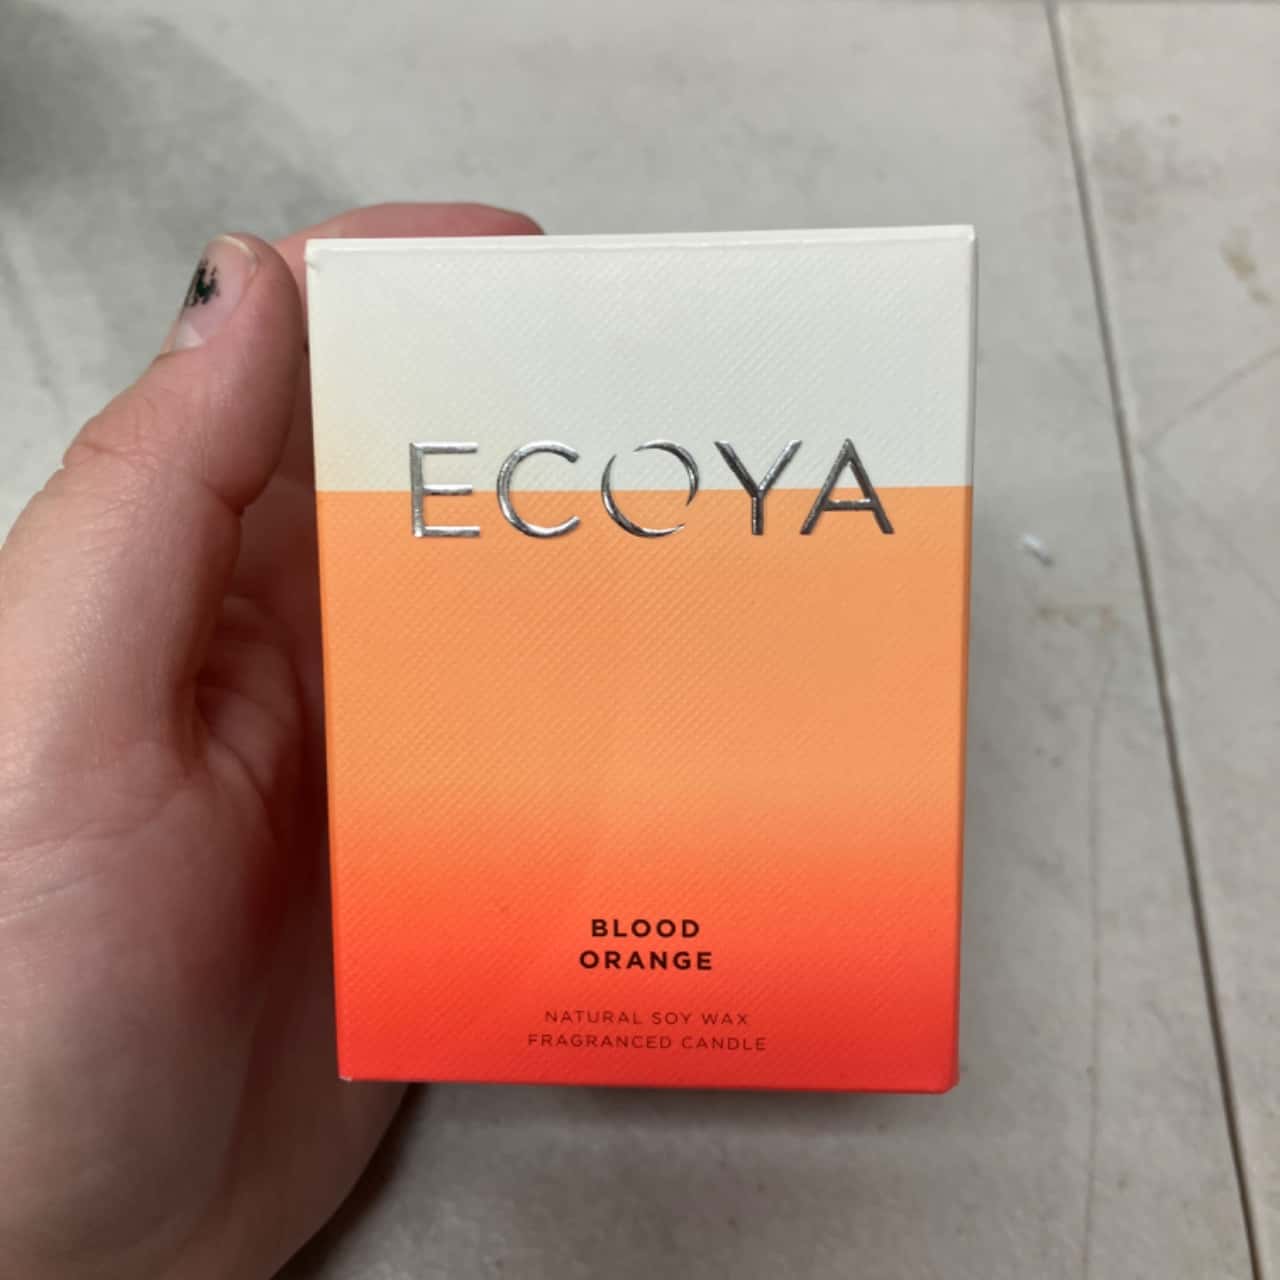 ECOYA
BLOOD
ORANGE
NATURAL SOY WAX
FRAGRANCED CANDLE